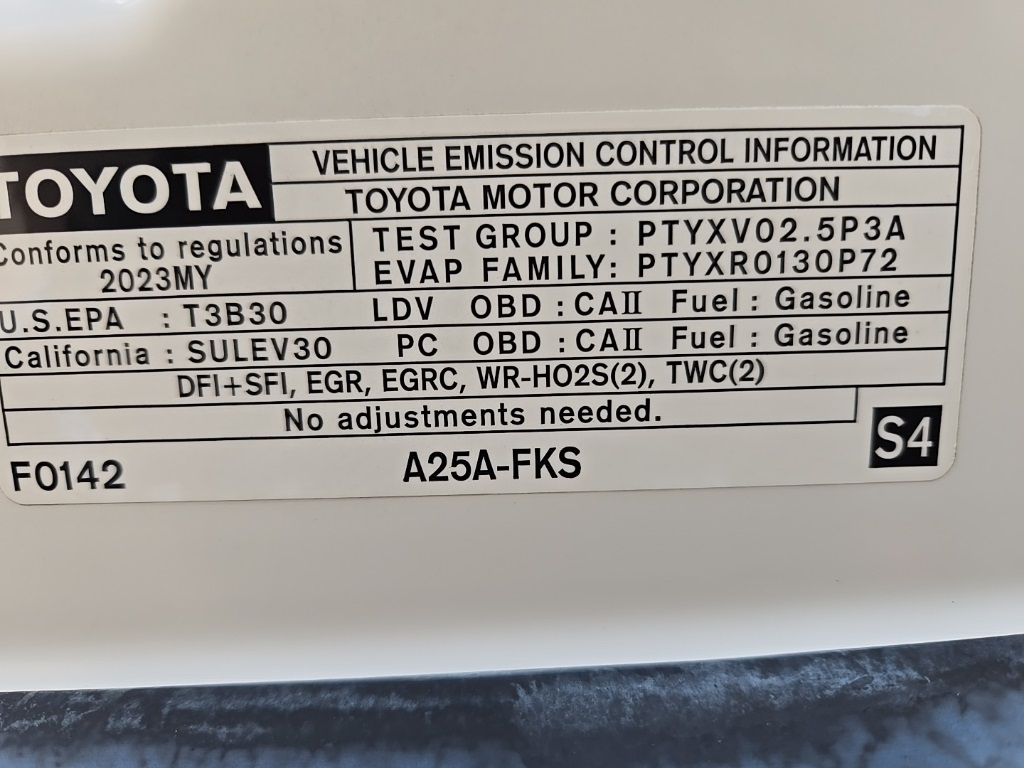 TOYOTA
VEHICLE EMISSION CONTROL INFORMATION
TOYOTA MOTOR CORPORATION
Conforms to regulations
2023MY
TEST GROUP : PTYXV02.5P3A
EVAP FAMILY: PTYXR0130P72
U.S.EPA : T3B30 LDV OBD : CAII Fuel : Gasoline
California : SULEV30 PC OBD : CAII Fuel : Gasoline
DFI+SFI, EGR, EGRC, WR-HO2S(2), TWC(2)
No adjustments needed.
F0142
A25A-FKS
S4